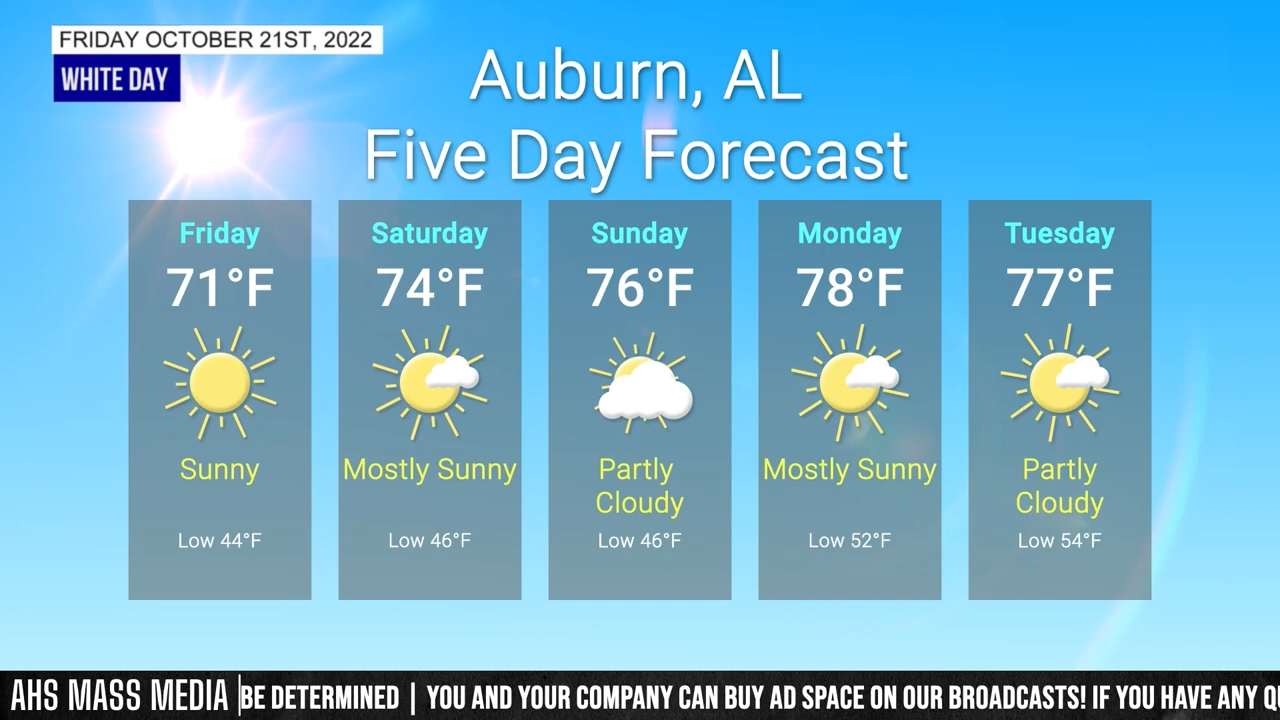 FRIDAY OCTOBER 21ST, 2022
WHITE DAY
Auburn, AL
Five Day Forecast
Friday
71°F
Sunny
Low 44°F
Saturday
74°F
Mostly Sunny
Low 46°F
Sunday
76°F
Partly
Cloudy
Low 46°F
Monday
78°F
Mostly Sunny
Low 52°F
Tuesday
77°F
Partly
Cloudy
Low 54°F
AHS MASS MEDIA
BE DETERMINED | YOU AND YOUR COMPANY CAN BUY AD SPACE ON OUR BROADCASTS! IF YOU HAVE ANY